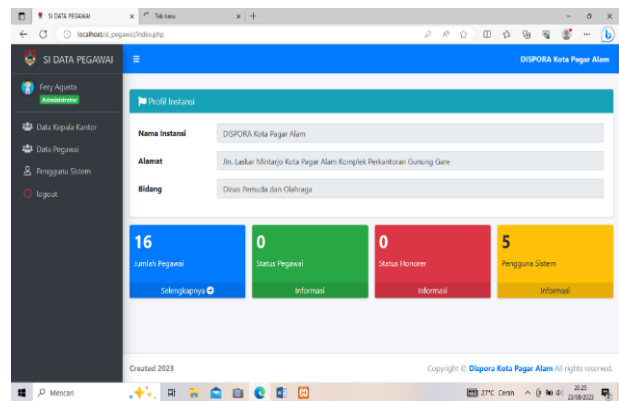 SI DATA PEGAWAI
Tab baru
localhost/si_pegawai/index.php
SI DATA PEGAWAI
DISPORA Kota Pagar Alam
Fery Agusta
Administrator
Data Kepala Kantor
Data Pegawai
Pengguna Sistem
logout
Profil Instansi
Nama Instansi
DISPORA Kota Pagar Alam
Alamat
Jln. Laskar Mintarjo Kota Pagar Alam Komplek Perkantoran Gunung Gare
Bidang
Dinas Pemuda dan Olahraga
16
Jumlah Pegawai
Selengkapnya
0
Status Pegawai
Informasi
0
Status Honorer
Informasi
5
Pengguna Sistem
Informasi
Created 2023
Copyright © Dispora Kota Pagar Alam All rights reserved.
Mencari
27°C Cerah
20.25
23/08/2023